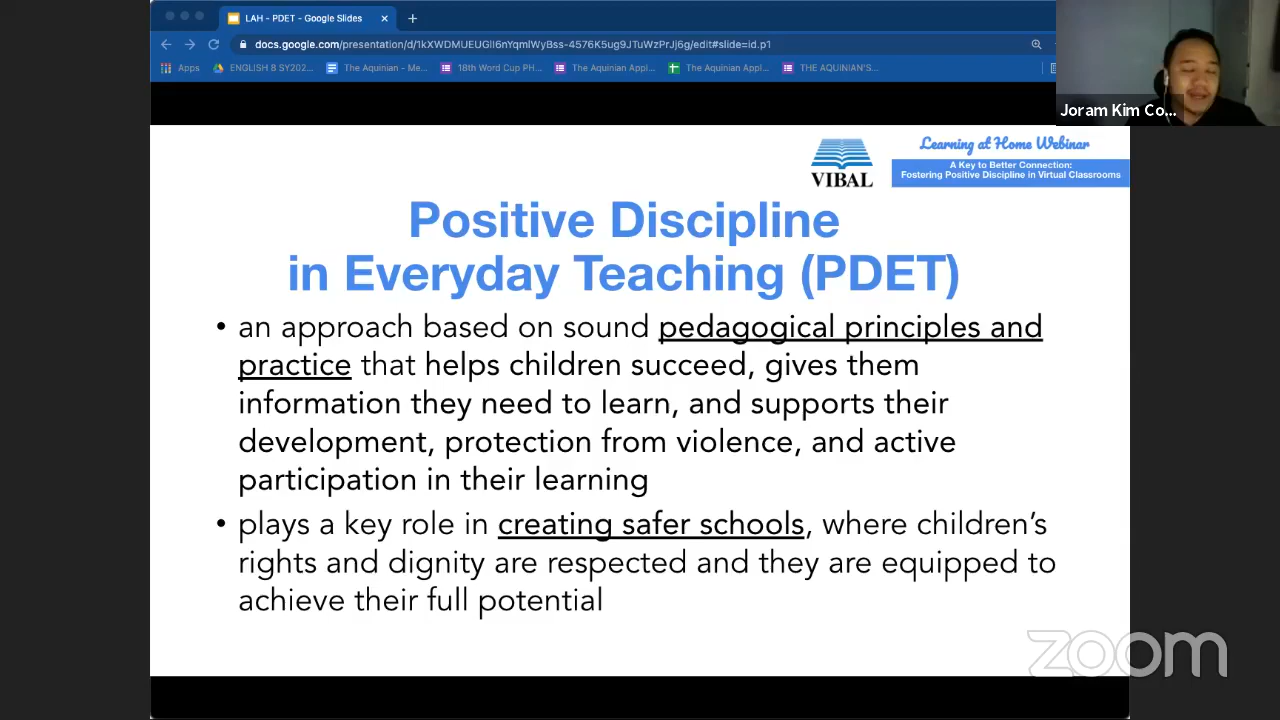 LAH - PDET - Google Slides
docs.google.com/presentation/d/1kXWDMUEUGlI6nYqmlWyBss-4576K5ug9JTuWzPrJj6g/edit#slide=id.p1
Apps
ENGLISH 8 SY202...
The Aquinian - Me...
18th Word Cup PH...
The Aquinian Appl...
The Aquinian Appl...
THE AQUINIAN'S...
Joram Kim Co...
VIBAL
Learning at Home Webinar
A Key to Better Connection:
Fostering Positive Discipline in Virtual Classrooms
Positive Discipline
in Everyday Teaching (PDET)
• an approach based on sound pedagogical principles and
practice that helps children succeed, gives them
information they need to learn, and supports their
development, protection from violence, and active
participation in their learning
• plays a key role in creating safer schools, where children's
rights and dignity are respected and they are equipped to
achieve their full potential
zoom